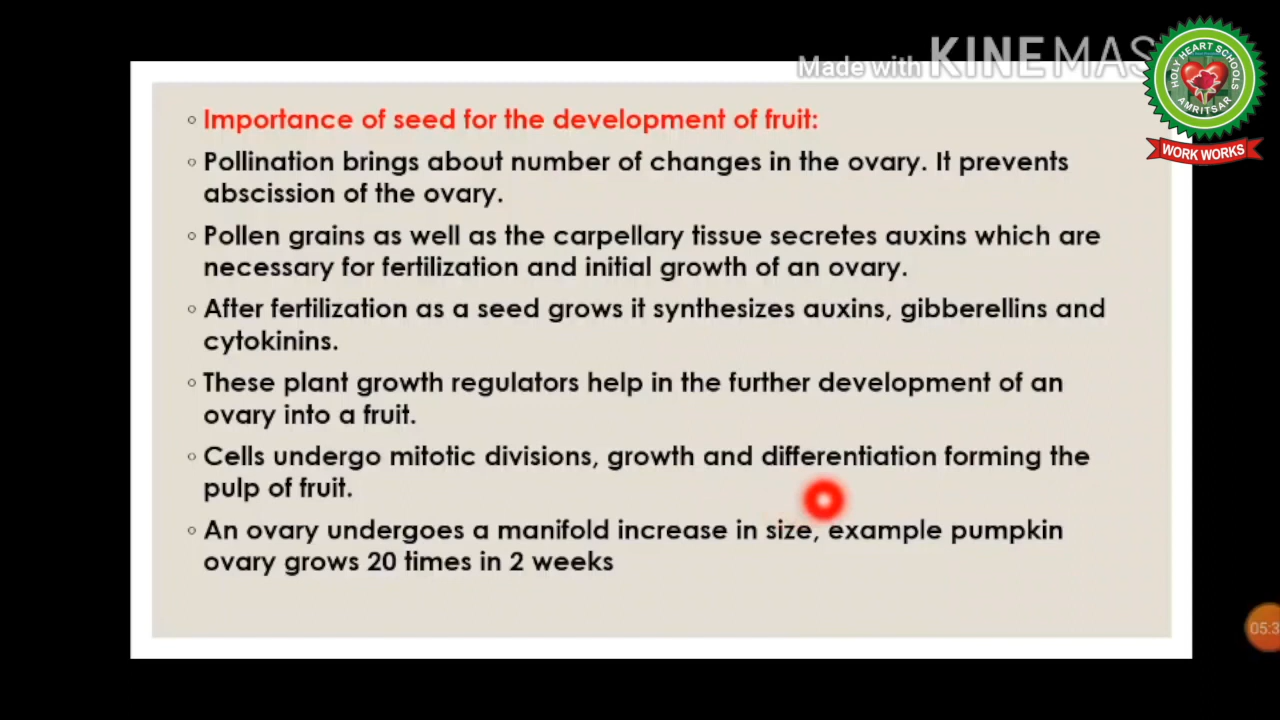 Made with KINEMAS
HOLY HEART SCHOOLS
AMRITSAR
WORK WORKS
◦ Importance of seed for the development of fruit:
◦ Pollination brings about number of changes in the ovary. It prevents
abscission of the ovary.
◦ Pollen grains as well as the carpellary tissue secretes auxins which are
necessary for fertilization and initial growth of an ovary.
◦ After fertilization as a seed grows it synthesizes auxins, gibberellins and
cytokinins.
◦ These plant growth regulators help in the further development of an
ovary into a fruit.
◦ Cells undergo mitotic divisions, growth and differentiation forming the
pulp of fruit.
◦ An ovary undergoes a manifold increase in size, example pumpkin
ovary grows 20 times in 2 weeks
05:3